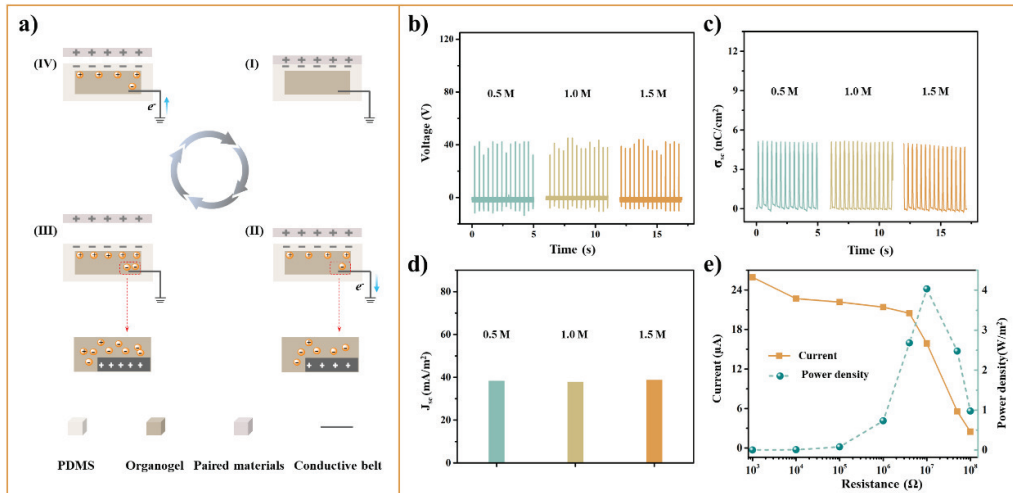 a)
(IV)
+ + + + +
− − − − −
+ + + + −
e-
(I)
+ + + + +
− − − − −
(III)
+ + + + +
− − − − −
+ + + + +
(II)
+ + + + +
− − − − −
+ + + + +
e-
+ + + + +
+ + + + +
PDMS
Organogel
Paired materials
Conductive belt
b)
Voltage (V)
120
80
40
0
0.5 M
1.0 M
1.5 M
0
5
10
15
Time (s)
c)
σsc (nC/cm²)
12
9
6
3
0
0.5 M
1.0 M
1.5 M
0
5
10
15
Time (s)
d)
Jsc (mA/m²)
80
60
40
20
0
0.5 M
1.0 M
1.5 M
e)
Current (µA)
24
18
12
6
0
Current
Power density
4
3
2
1
0
Power density(W/m²)
10³
10⁴
10⁵
10⁶
10⁷
10⁸
Resistance (Ω)